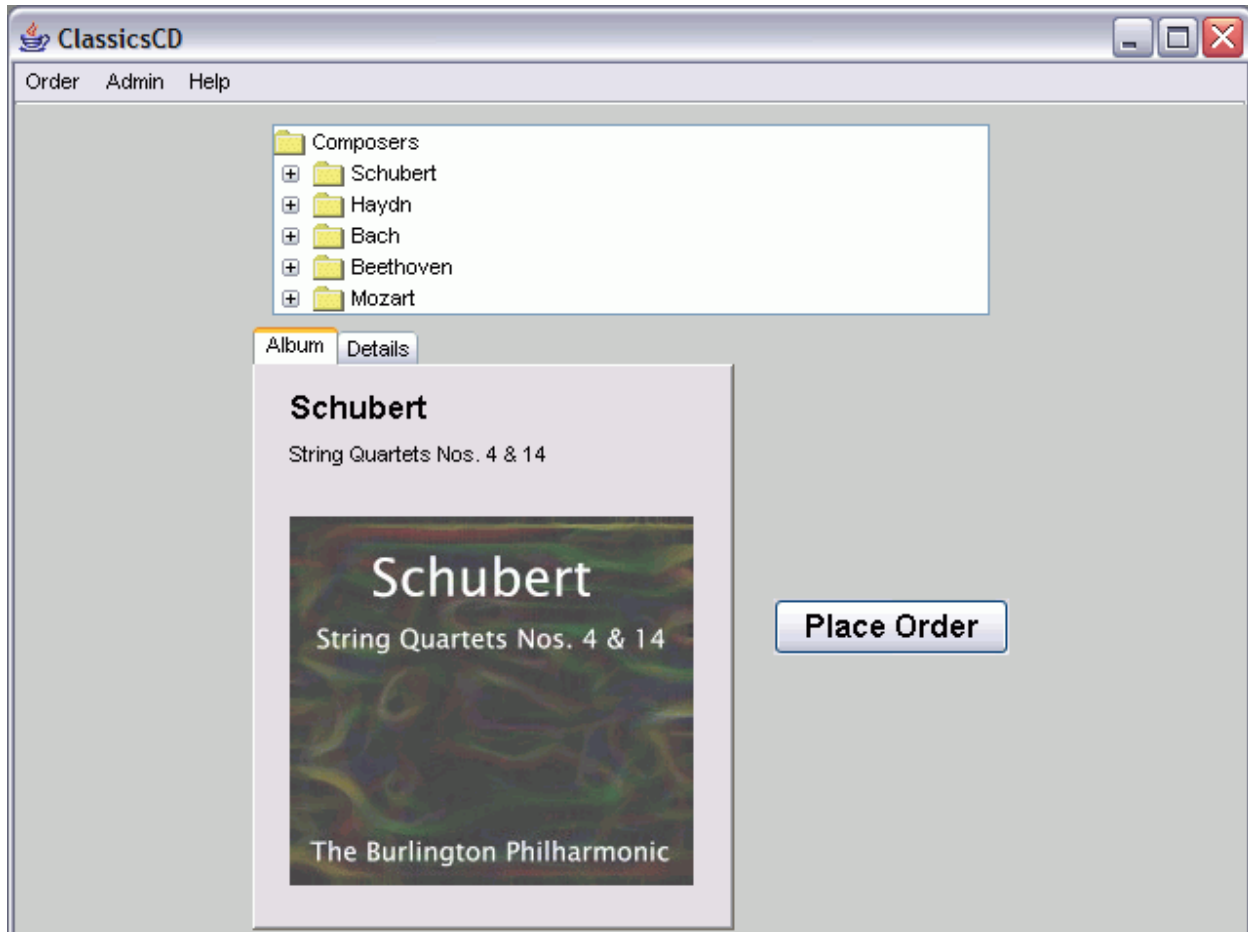 ClassicsCD
Order Admin Help
Composers
Schubert
Haydn
Bach
Beethoven
Mozart
Album Details
Schubert
String Quartets Nos. 4 & 14
Schubert
String Quartets Nos. 4 & 14
Place Order
The Burlington Philharmonic